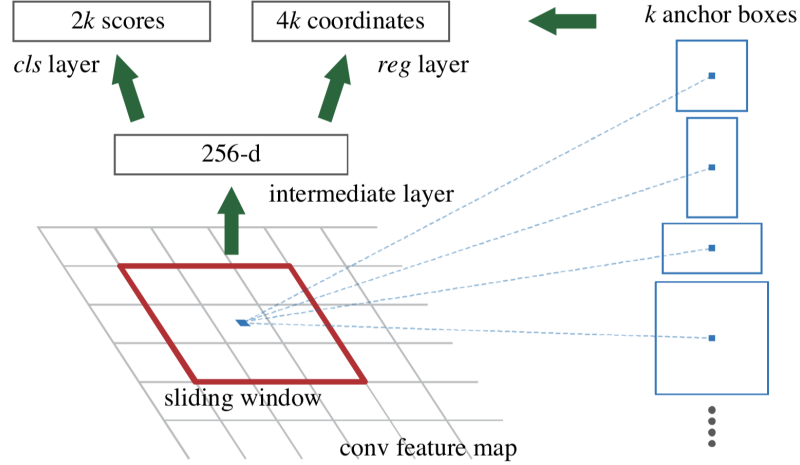 2k scores
4k coordinates
k anchor boxes
cls layer
reg layer
256-d
intermediate layer
sliding window
conv feature map